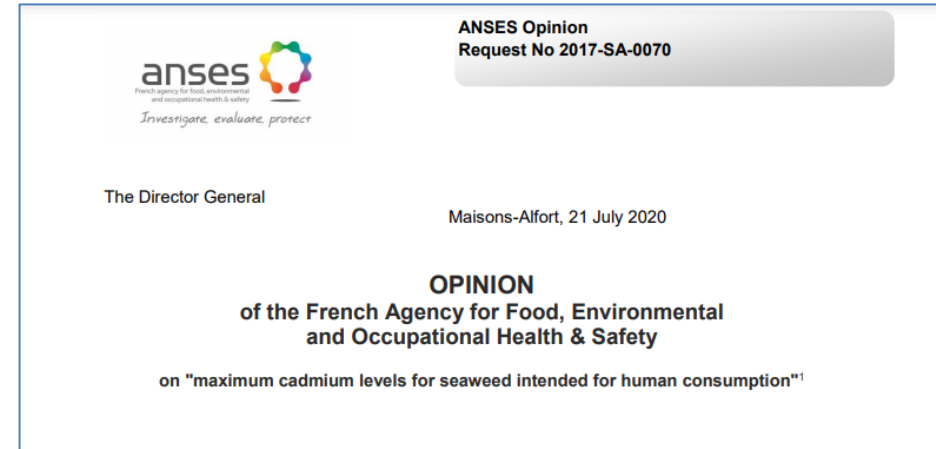 ANSES Opinion
Request No 2017-SA-0070
anses
French agency for food, environmental
and occupational health & safety
Investigate, evaluate, protect
The Director General
Maisons-Alfort, 21 July 2020
OPINION
of the French Agency for Food, Environmental
and Occupational Health & Safety
on "maximum cadmium levels for seaweed intended for human consumption"¹